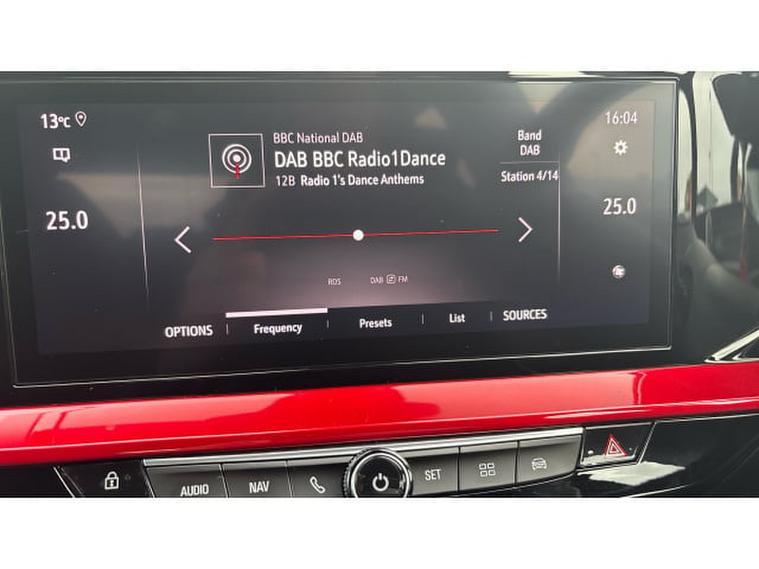 13°C
16:04
BBC National DAB
DAB BBC Radio1Dance
12B Radio 1's Dance Anthems
Band
DAB
Station 4/14
25.0
25.0
RDS
DAB FM
OPTIONS
Frequency
Presets
List
SOURCES
AUDIO
NAV
SET